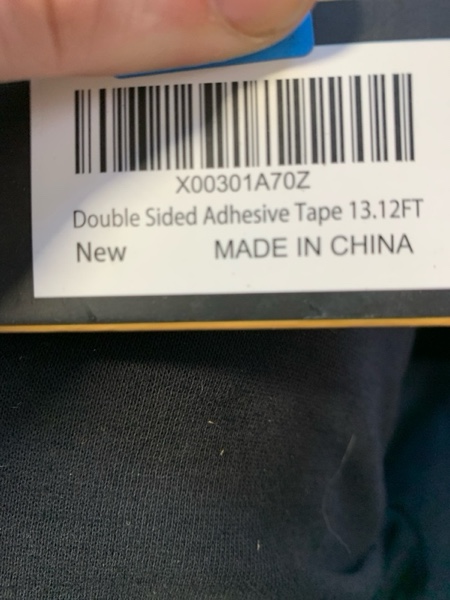 X00301A70Z
Double Sided Adhesive Tape 13.12FT
New MADE IN CHINA